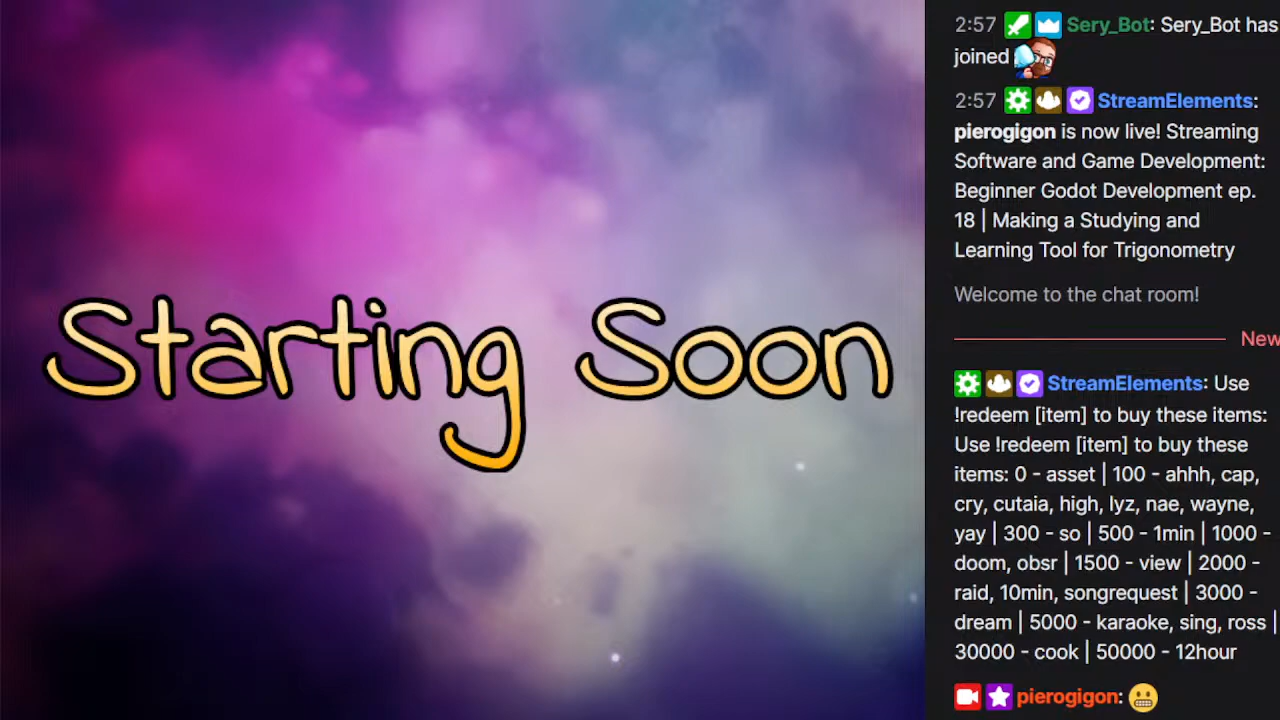 Starting Soon
2:57 Sery_Bot: Sery_Bot has
joined
2:57 StreamElements:
pierogigon is now live! Streaming
Software and Game Development:
Beginner Godot Development ep.
18 | Making a Studying and
Learning Tool for Trigonometry
Welcome to the chat room!
New
StreamElements: Use
!redeem [item] to buy these items:
Use !redeem [item] to buy these
items: 0 - asset | 100 - ahhh, cap,
cry, cutaia, high, lyz, nae, wayne,
yay | 300 - so | 500 - 1min | 1000 -
doom, obsr | 1500 - view | 2000 -
raid, 10min, songrequest | 3000 -
dream | 5000 - karaoke, sing, ross |
30000 - cook | 50000 - 12hour
pierogigon: